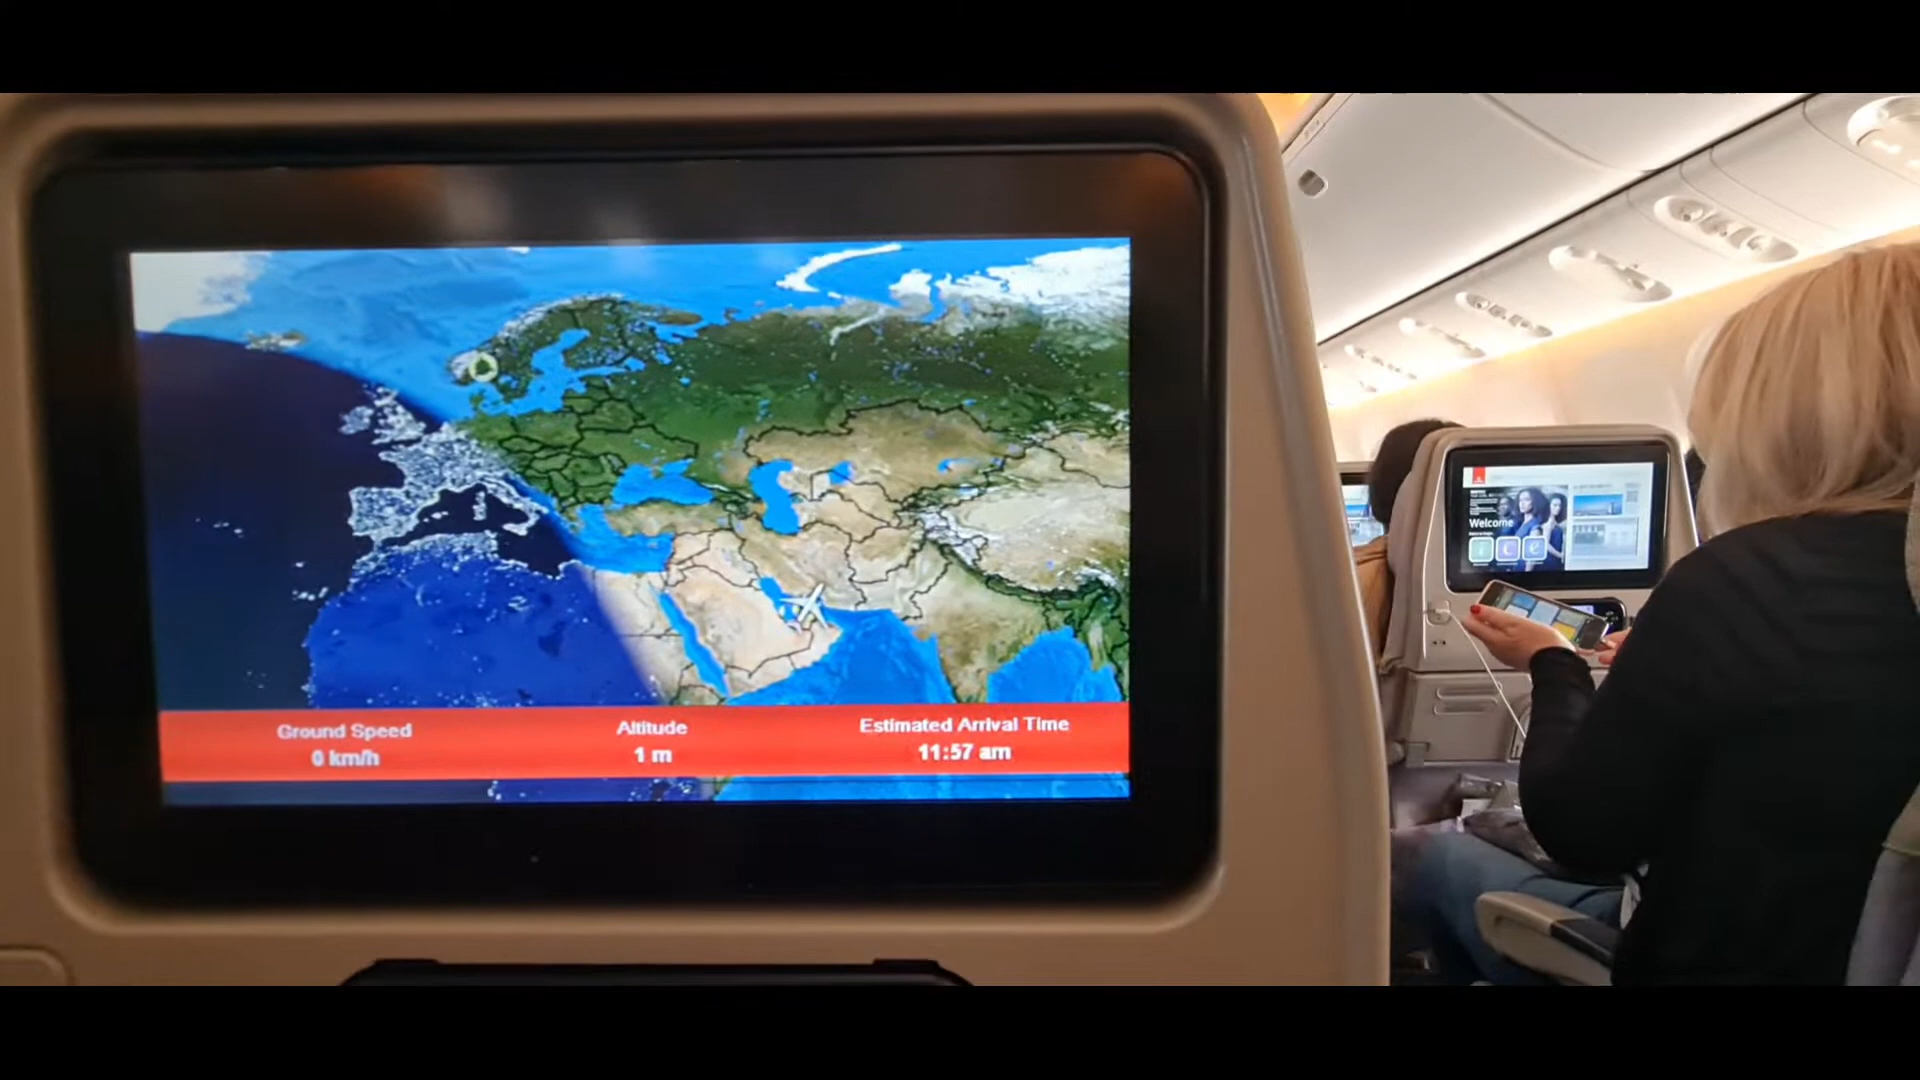 Ground Speed
0 km/h
Altitude
1 m
Estimated Arrival Time
11:57 am
Welcome